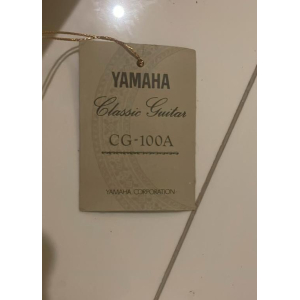 YAMAHA
Classic Guitar
CG-100A
YAMAHA CORPORATION